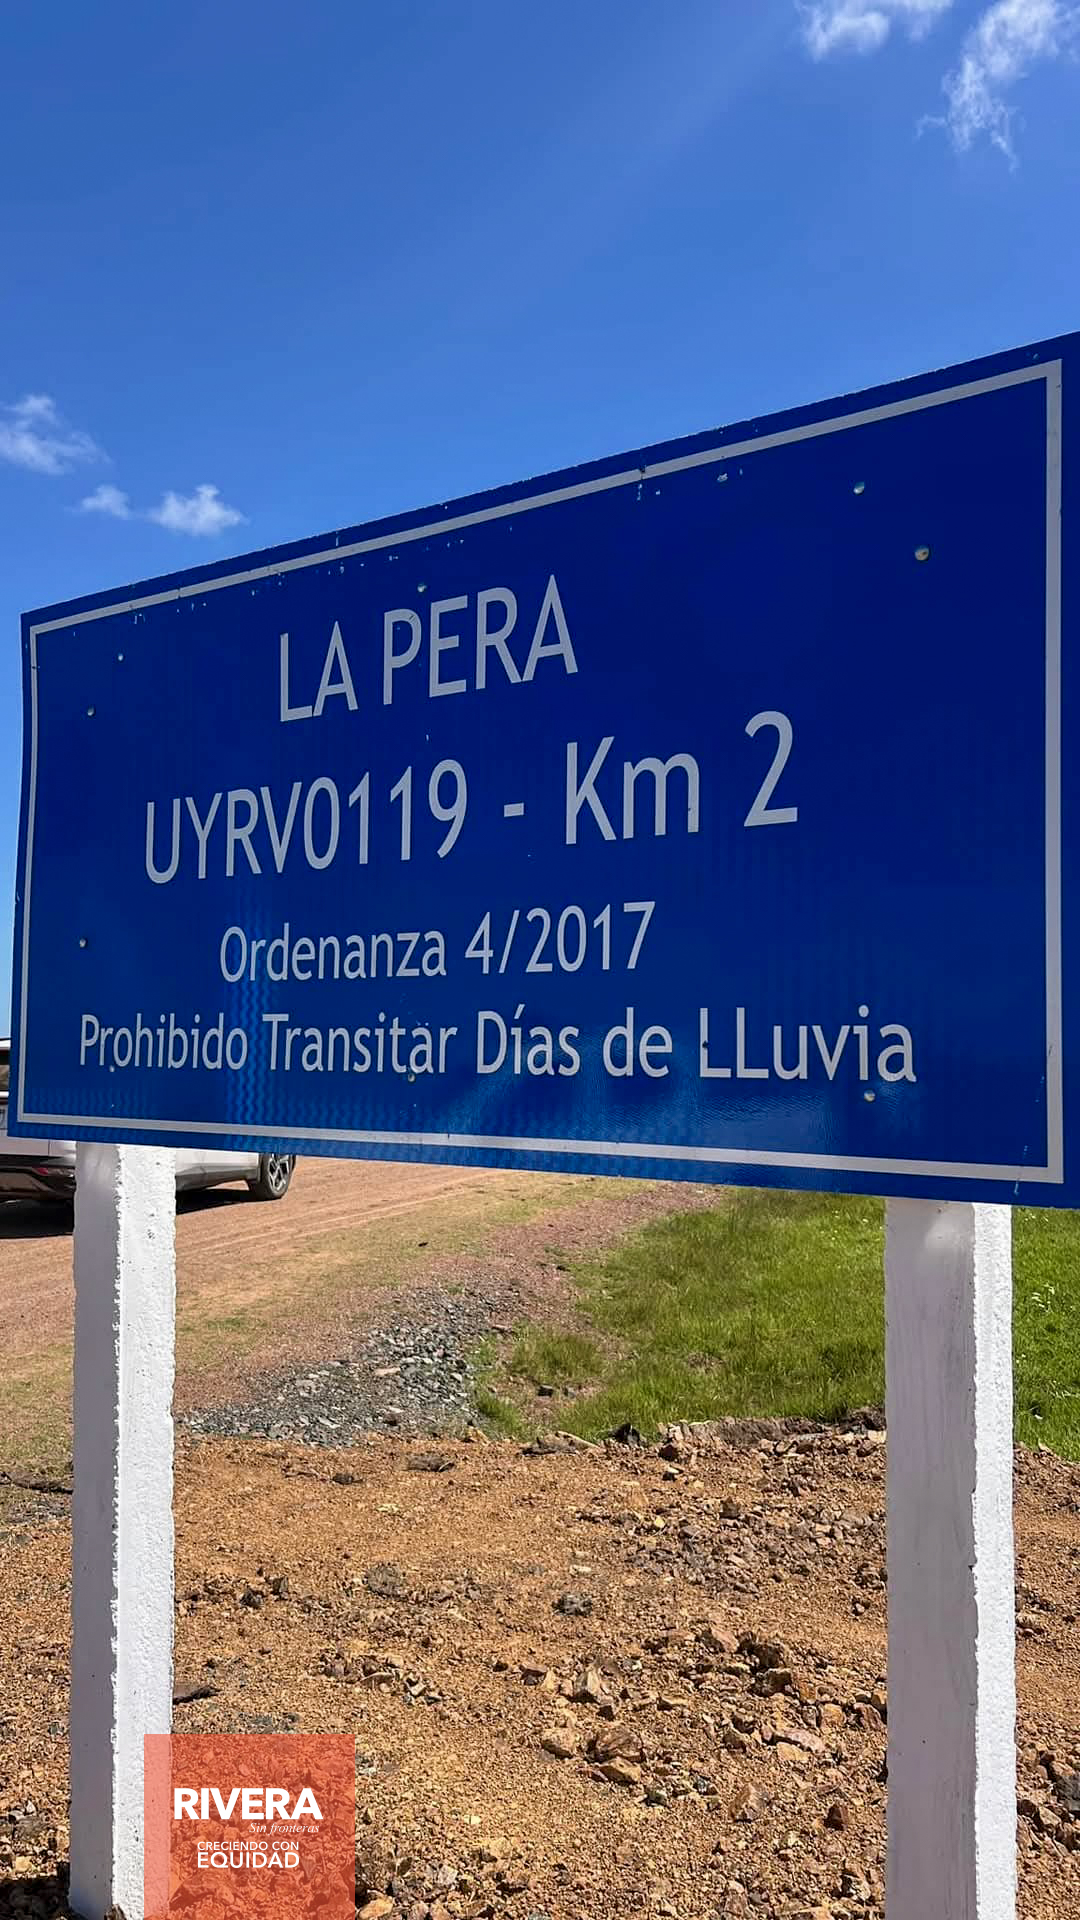 LA PERA
UYRV0119 - Km 2
Ordenanza 4/2017
Prohibido Transitar Días de LLuvia
RIVERA
Sin fronteras
CRECIENDO CON
EQUIDAD